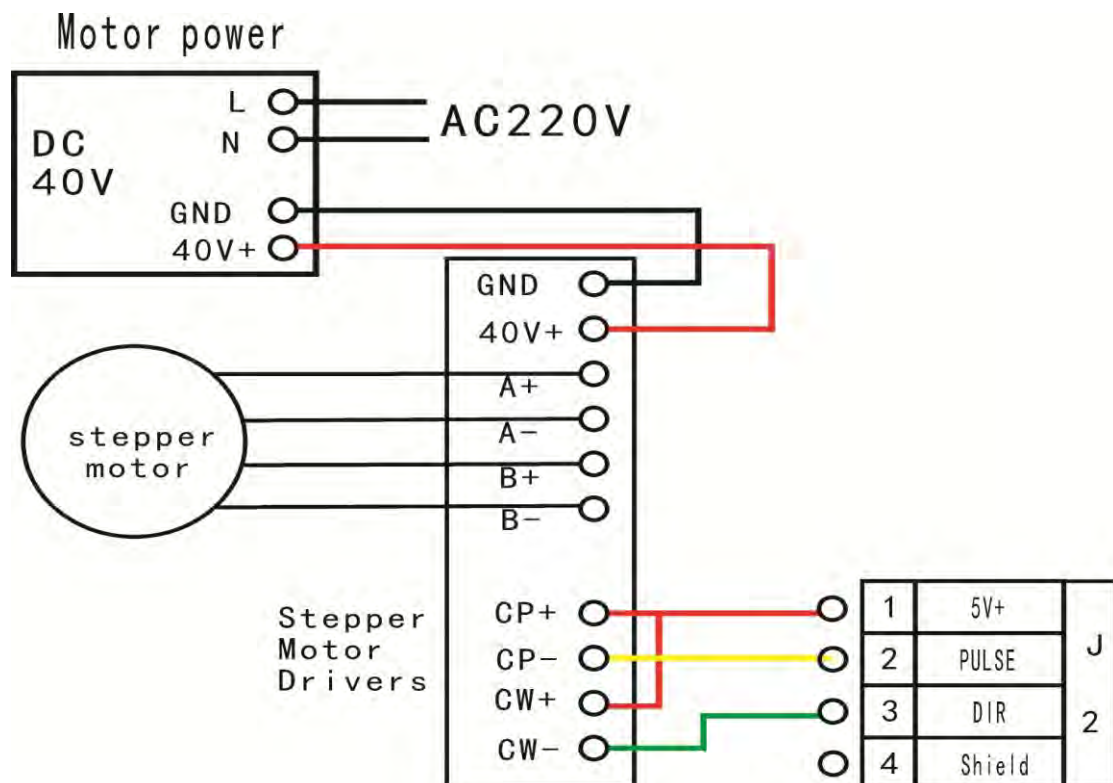 Motor power
L
N
AC220V
DC
40V
GND
40V+
GND
40V+
A+
A-
B+
B-
stepper
motor
Stepper
Motor
Drivers
CP+
CP-
CW+
CW-
1 5V+
2 PULSE
3 DIR
4 Shield
J
2